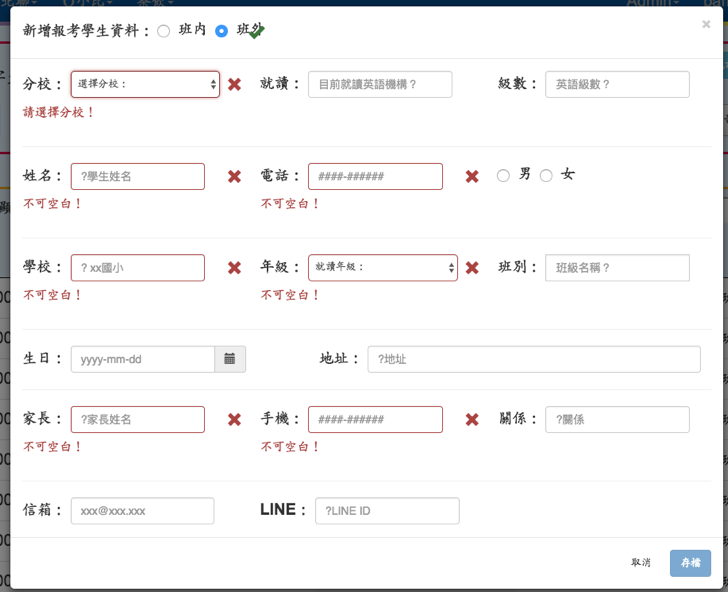 Admin
新增報考學生資料： 班內 班外 ×
分校： 選擇分校： 就讀： 目前就讀英語機構？ 級數： 英語級數？
請選擇分校！
姓名： ?學生姓名 電話： ####-###### 男 女
不可空白！ 不可空白！
學校： ? xx國小 年級： 就讀年級： 班別： 班級名稱？
不可空白！ 不可空白！
生日： yyyy-mm-dd 地址： ?地址
家長： ?家長姓名 手機： ####-###### 關係： ?關係
不可空白！ 不可空白！
信箱： xxx@xxx.xxx LINE： ?LINE ID
取消 存檔